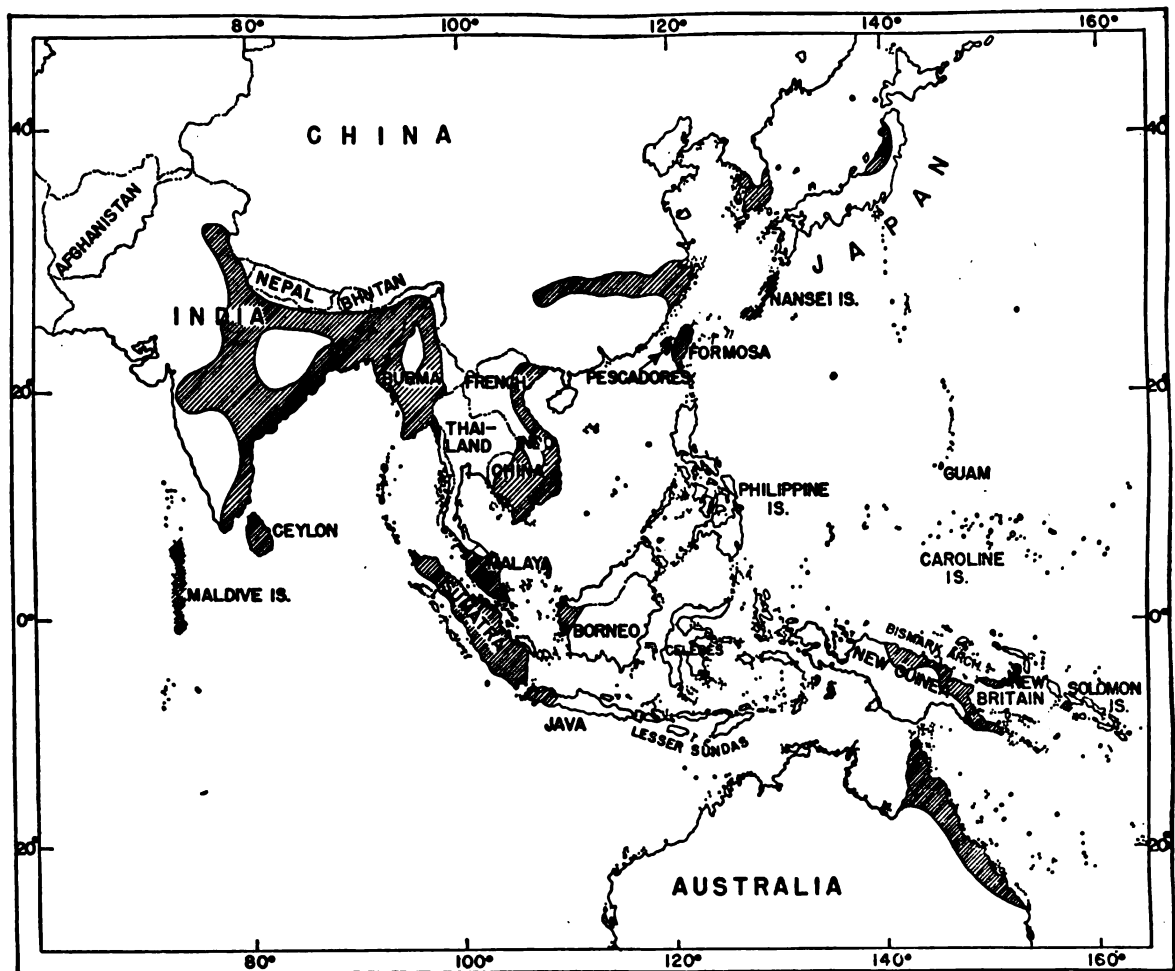 80° 100° 120° 140° 160°
40° 40°
CHINA
AFGHANISTAN
JAPAN
NEPAL
BHUTAN
INDIA
NANSEI IS.
FORMOSA
PESCADORES
BURMA
FRENCH
INDO
CHINA
20° 20°
THAI-
LAND
GUAM
PHILIPPINE
IS.
CEYLON
CAROLINE
IS.
MALAYA
MALDIVE IS.
SUMATRA
0° 0°
BORNEO
CELEBES
BISMARK ARCH.
NEW GUINEA
NEW
BRITAIN
SOLOMON
IS.
JAVA
LESSER SUNDAS
20° 20°
AUSTRALIA
80° 100° 120° 140° 160°